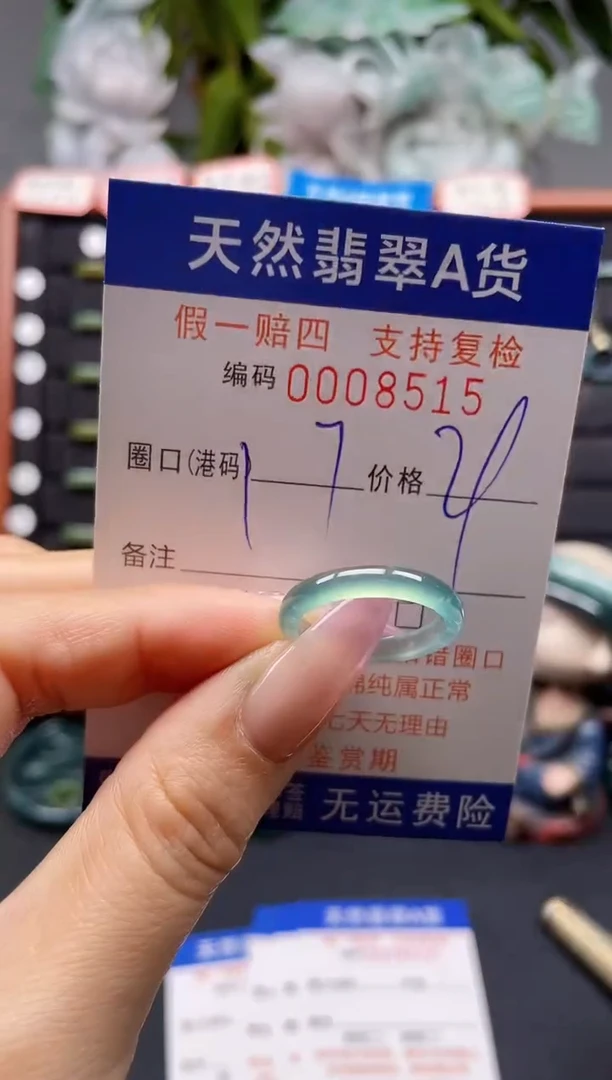 天然翡翠A货
假一赔四 支持复检
编码 0008515
圈口(港码) 17 价格
备注
错圈口
纯属正常
七天无理由
鉴赏期
无运费险